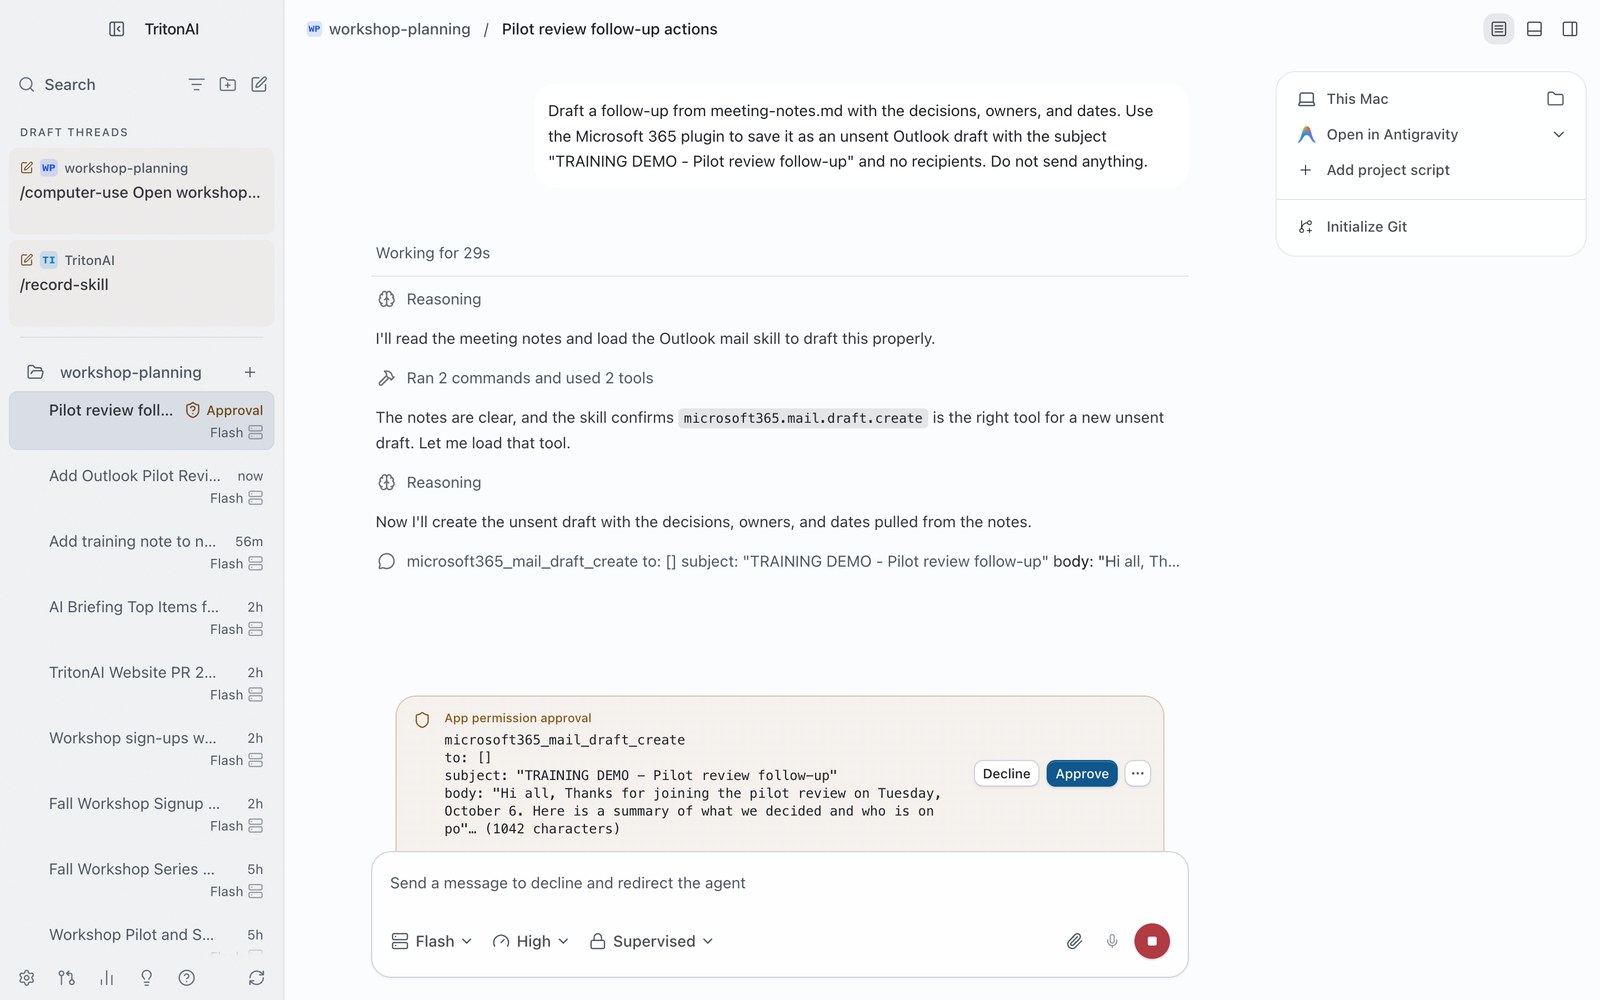 TritonAI
Search
DRAFT THREADS
WP workshop-planning
/computer-use Open workshop...
TI TritonAI
/record-skill
workshop-planning
Pilot review foll... Approval
Flash
Add Outlook Pilot Revi... now
Flash
Add training note to n... 56m
Flash
AI Briefing Top Items f... 2h
Flash
TritonAI Website PR 2... 2h
Flash
Workshop sign-ups w... 2h
Flash
Fall Workshop Signup ... 2h
Flash
Fall Workshop Series ... 5h
Flash
Workshop Pilot and S... 5h
WP workshop-planning / Pilot review follow-up actions
Draft a follow-up from meeting-notes.md with the decisions, owners, and dates. Use
the Microsoft 365 plugin to save it as an unsent Outlook draft with the subject
"TRAINING DEMO - Pilot review follow-up" and no recipients. Do not send anything.
Working for 29s
Reasoning
I'll read the meeting notes and load the Outlook mail skill to draft this properly.
Ran 2 commands and used 2 tools
The notes are clear, and the skill confirms microsoft365.mail.draft.create is the right tool for a new unsent
draft. Let me load that tool.
Reasoning
Now I'll create the unsent draft with the decisions, owners, and dates pulled from the notes.
microsoft365_mail_draft_create to: [] subject: "TRAINING DEMO - Pilot review follow-up" body: "Hi all, Th...
App permission approval
microsoft365_mail_draft_create
to: []
subject: "TRAINING DEMO - Pilot review follow-up"
body: "Hi all, Thanks for joining the pilot review on Tuesday,
October 6. Here is a summary of what we decided and who is on
po"… (1042 characters)
Decline
Approve
Send a message to decline and redirect the agent
Flash
High
Supervised
This Mac
Open in Antigravity
Add project script
Initialize Git